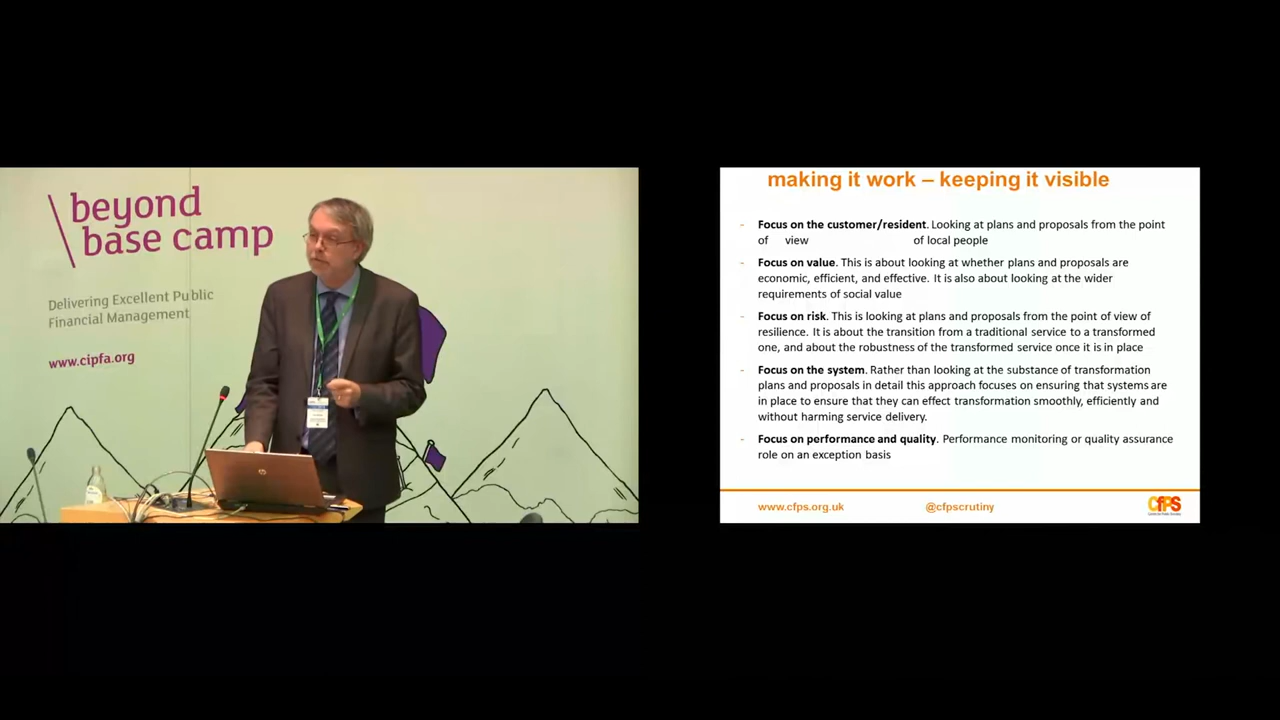 beyond
base camp
Delivering Excellent Public
Financial Management
www.cipfa.org
making it work – keeping it visible
- Focus on the customer/resident. Looking at plans and proposals from the point
of view of local people
- Focus on value. This is about looking at whether plans and proposals are
economic, efficient, and effective. It is also about looking at the wider
requirements of social value
- Focus on risk. This is looking at plans and proposals from the point of view of
resilience. It is about the transition from a traditional service to a transformed
one, and about the robustness of the transformed service once it is in place
- Focus on the system. Rather than looking at the substance of transformation
plans and proposals in detail this approach focuses on ensuring that systems are
in place to ensure that they can effect transformation smoothly, efficiently and
without harming service delivery.
- Focus on performance and quality. Performance monitoring or quality assurance
role on an exception basis
www.cfps.org.uk @cfpscrutiny CfPS